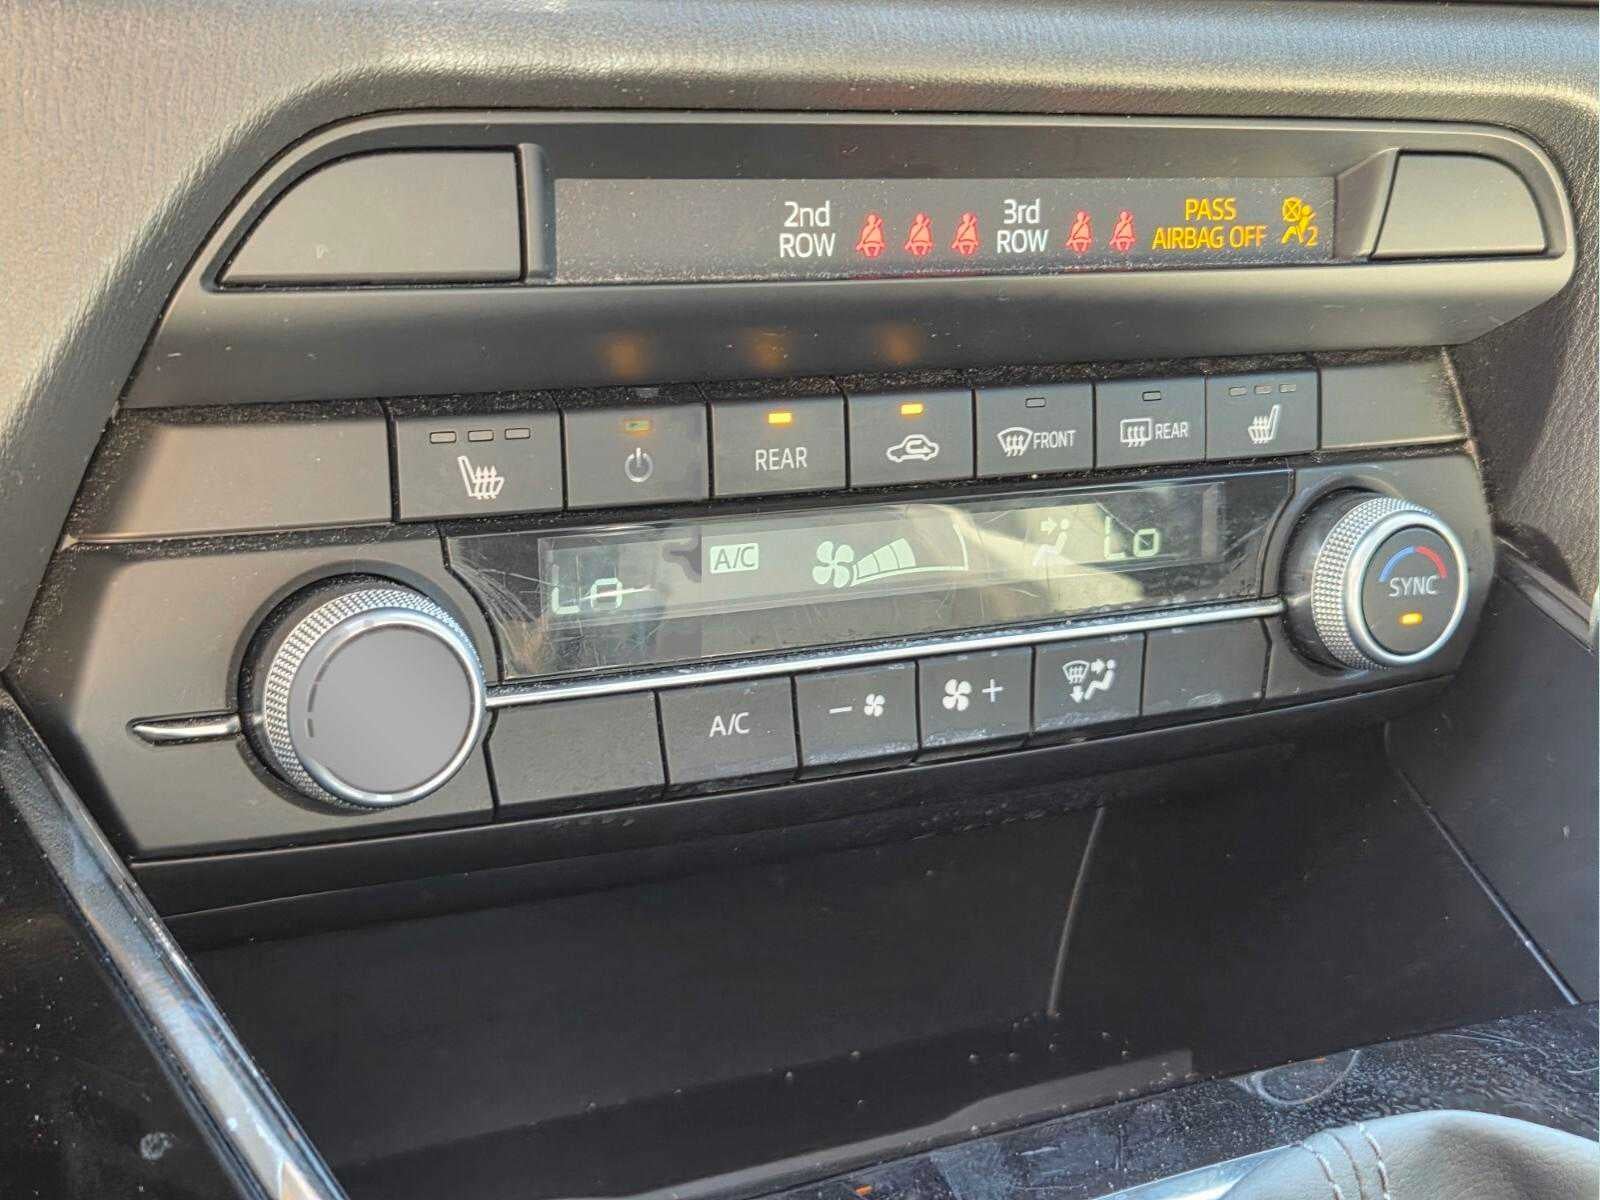 2nd
ROW
3rd
ROW
PASS
AIRBAG OFF
2
REAR
FRONT
REAR
Lo
A/C
Lo
SYNC
A/C
- +